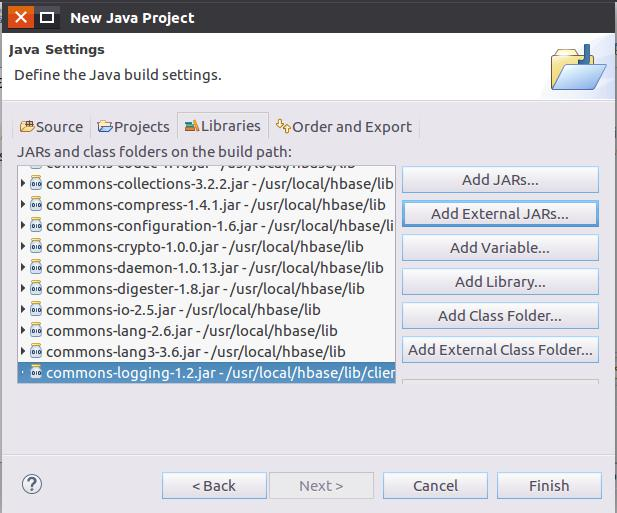 New Java Project
Java Settings
Define the Java build settings.
Source Projects Libraries Order and Export
JARs and class folders on the build path:
commons-collections-3.2.2.jar - /usr/local/hbase/lib
commons-compress-1.4.1.jar - /usr/local/hbase/lib
commons-configuration-1.6.jar - /usr/local/hbase/li
commons-crypto-1.0.0.jar - /usr/local/hbase/lib
commons-daemon-1.0.13.jar - /usr/local/hbase/lib
commons-digester-1.8.jar - /usr/local/hbase/lib
commons-io-2.5.jar - /usr/local/hbase/lib
commons-lang-2.6.jar - /usr/local/hbase/lib
commons-lang3-3.6.jar - /usr/local/hbase/lib
commons-logging-1.2.jar - /usr/local/hbase/lib/clien
Add JARs...
Add External JARs...
Add Variable...
Add Library...
Add Class Folder...
Add External Class Folder...
< Back Next > Cancel Finish